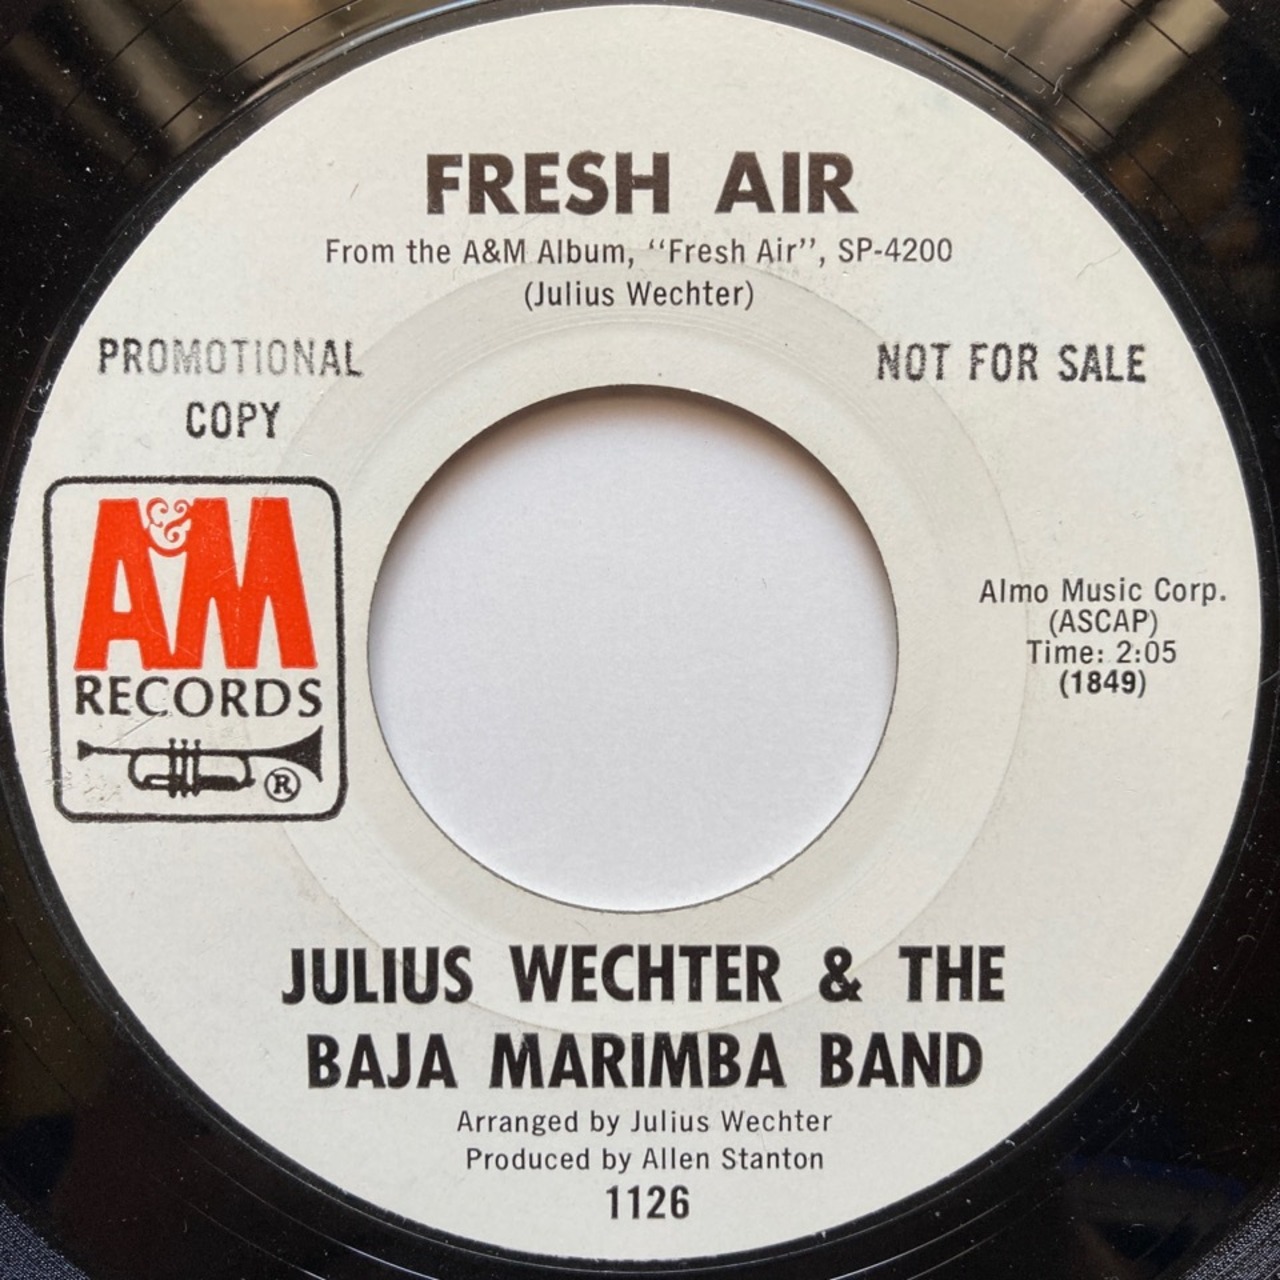 FRESH AIR
From the A&M Album, “Fresh Air”, SP-4200
(Julius Wechter)
PROMOTIONAL
COPY
NOT FOR SALE
A&M
RECORDS
®
Almo Music Corp.
(ASCAP)
Time: 2:05
(1849)
JULIUS WECHTER & THE
BAJA MARIMBA BAND
Arranged by Julius Wechter
Produced by Allen Stanton
1126